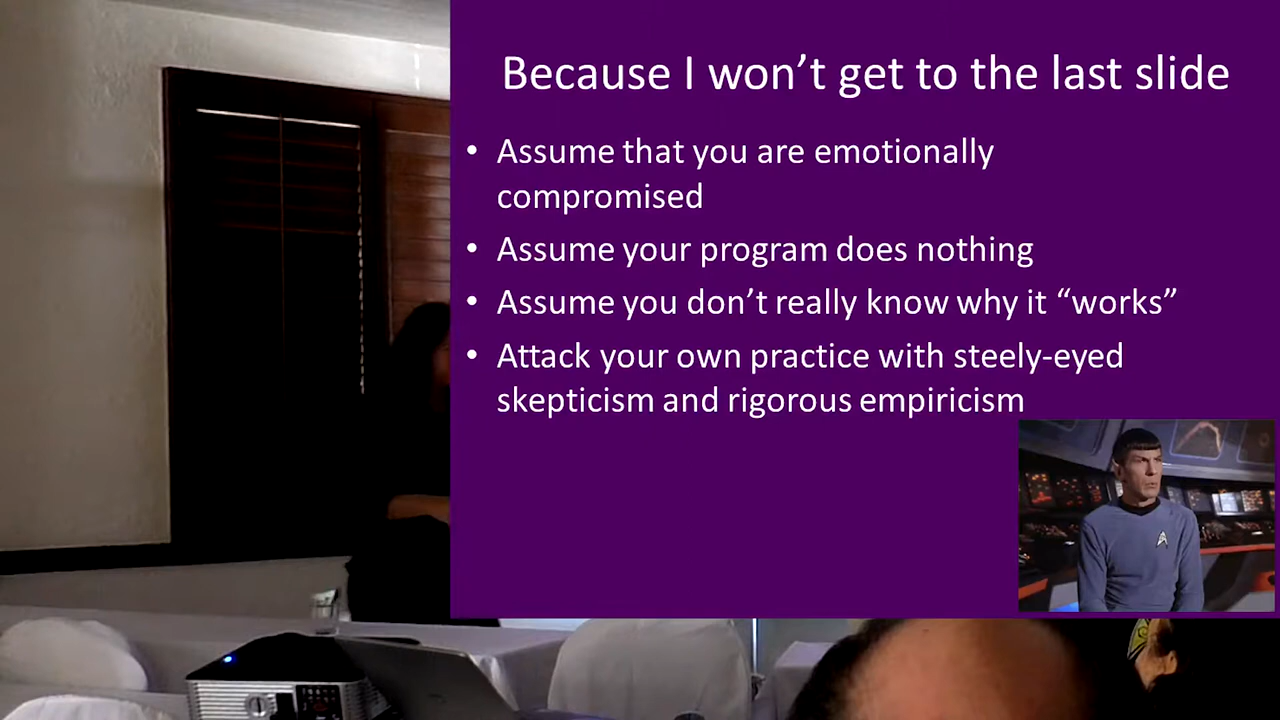 Because I won’t get to the last slide
• Assume that you are emotionally
compromised
• Assume your program does nothing
• Assume you don’t really know why it “works”
• Attack your own practice with steely-eyed
skepticism and rigorous empiricism